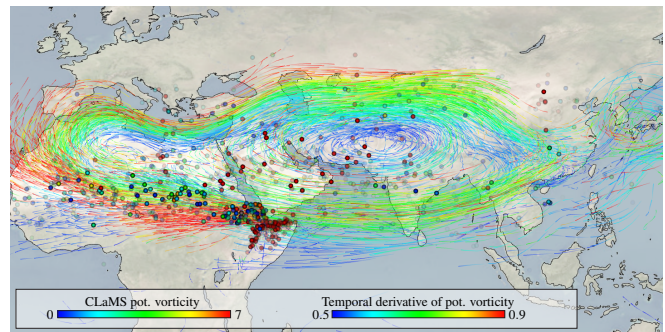 CLaMS pot. vorticity
0 7
Temporal derivative of pot. vorticity
0.5 0.9